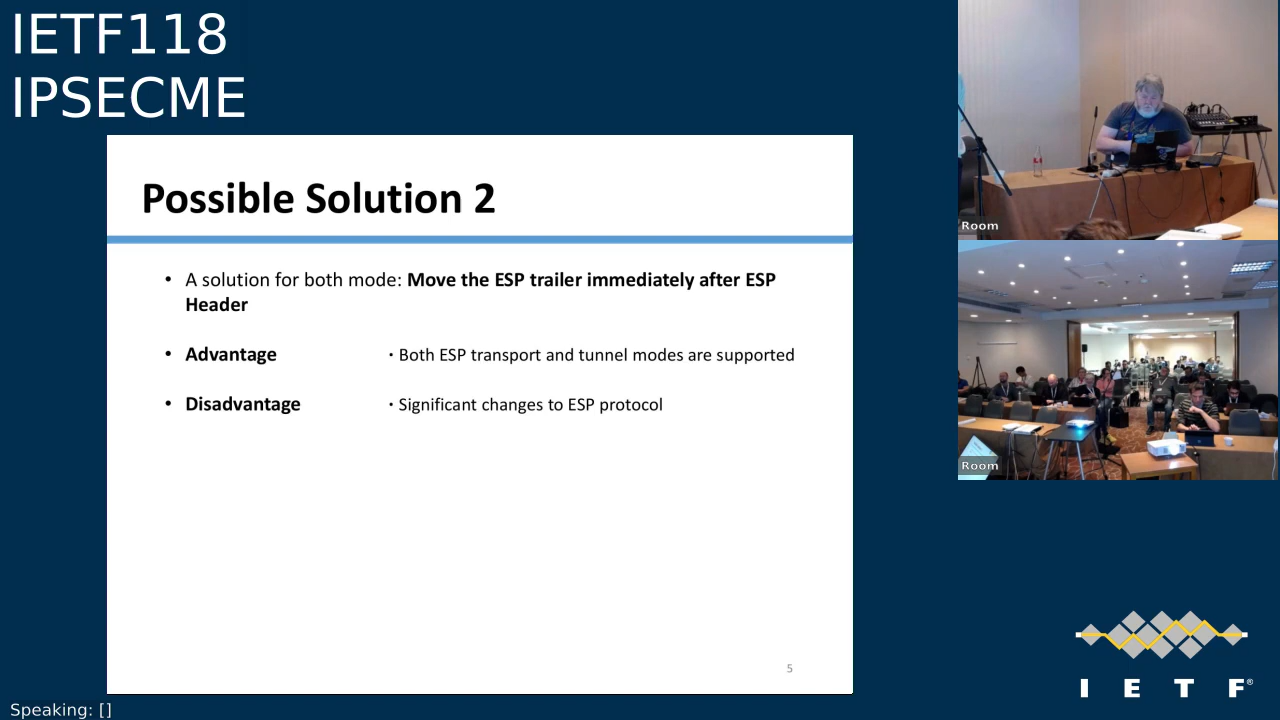 IETF118
IPSECME
Possible Solution 2
• A solution for both mode: Move the ESP trailer immediately after ESP
Header
• Advantage · Both ESP transport and tunnel modes are supported
• Disadvantage · Significant changes to ESP protocol
5
Room
Room
I E T F®
Speaking: []